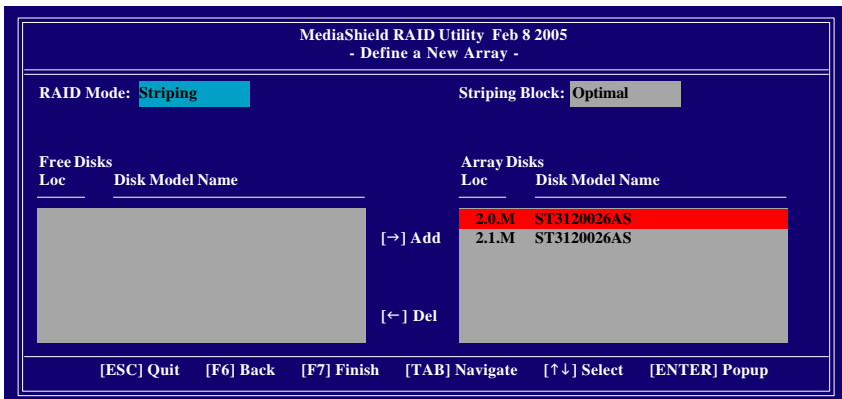 MediaShield RAID Utility Feb 8 2005
- Define a New Array -
RAID Mode: Striping
Striping Block: Optimal
Free Disks
Loc Disk Model Name
Array Disks
Loc Disk Model Name
[→] Add
[←] Del
2.0.M ST3120026AS
2.1.M ST3120026AS
[ESC] Quit [F6] Back [F7] Finish [TAB] Navigate [↑↓] Select [ENTER] Popup